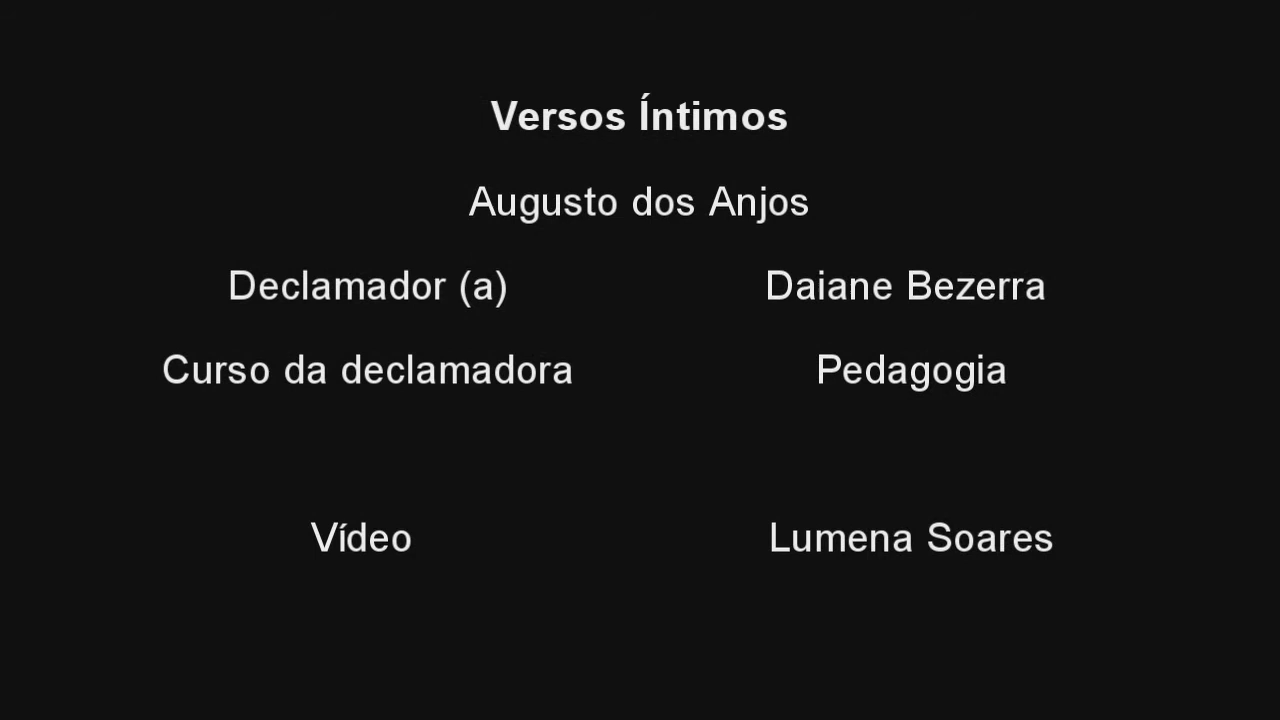 Versos Íntimos
Augusto dos Anjos
Declamador (a) Daiane Bezerra
Curso da declamadora Pedagogia
Vídeo Lumena Soares